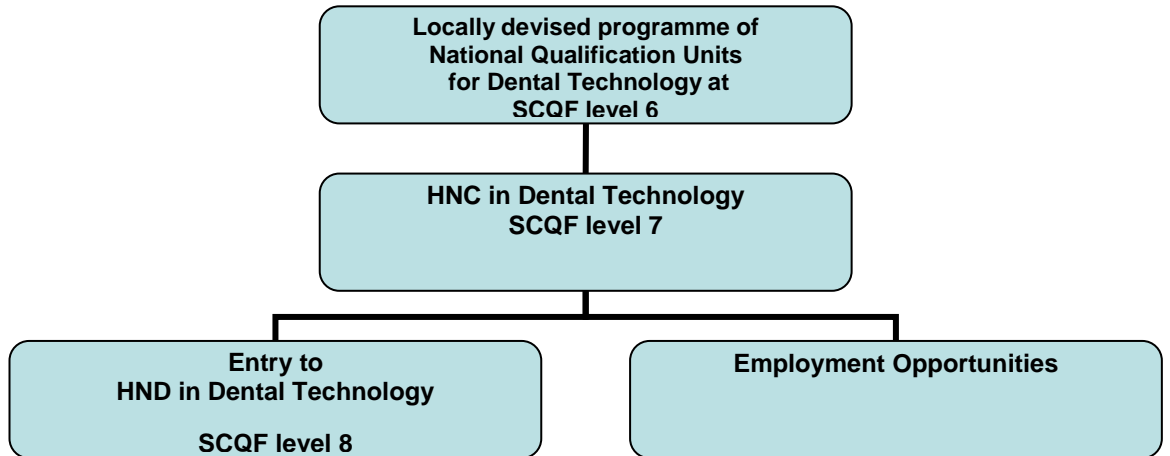 Locally devised programme of
National Qualification Units
for Dental Technology at
SCQF level 6
HNC in Dental Technology
SCQF level 7
Entry to
HND in Dental Technology
SCQF level 8
Employment Opportunities